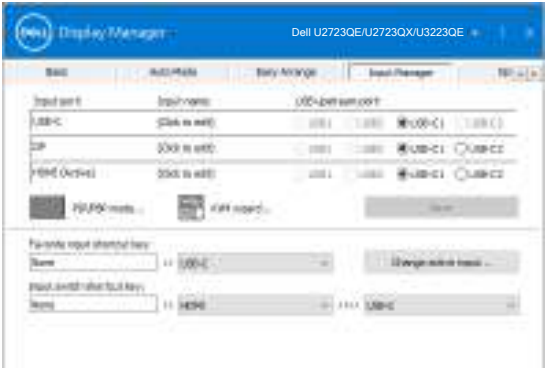 DELL Display Manager
Dell U2723QE/U2723QX/U3223QE
Basic Auto Mode Easy Arrange Input Manager
Input port Input name USB upstream port
USB-C (Click to edit) USB-C1
DP (Click to edit) USB-C1 USB-C2
HDMI (Active) (Click to edit) USB-C1 USB-C2
PIP/PBP mode... KVM wizard...
Favorite input shortcut key:
None USB-C Change active input ...
Input switch shortcut key:
None HDMI USB-C